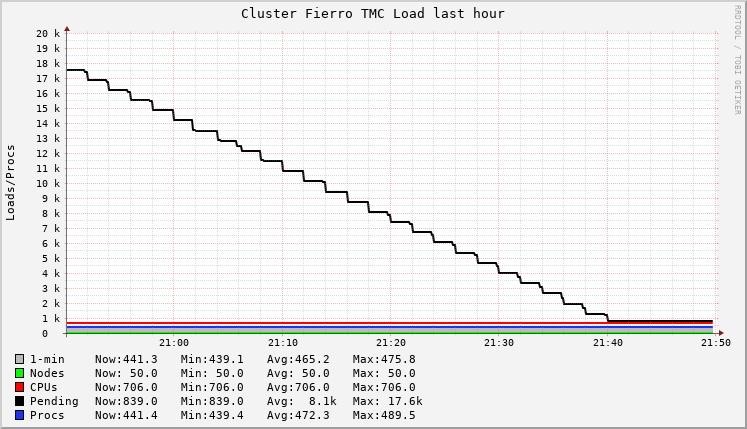 Cluster Fierro TMC Load last hour
RRDTOOL / TOBI OETIKER
Loads/Procs
20 k
19 k
18 k
17 k
16 k
15 k
14 k
13 k
12 k
11 k
10 k
9 k
8 k
7 k
6 k
5 k
4 k
3 k
2 k
1 k
0
21:00 21:10 21:20 21:30 21:40 21:50
1-min Now:441.3 Min:439.1 Avg:465.2 Max:475.8
Nodes Now: 50.0 Min: 50.0 Avg: 50.0 Max: 50.0
CPUs Now:706.0 Min:706.0 Avg:706.0 Max:706.0
Pending Now:839.0 Min:839.0 Avg: 8.1k Max: 17.6k
Procs Now:441.4 Min:439.4 Avg:472.3 Max:489.5